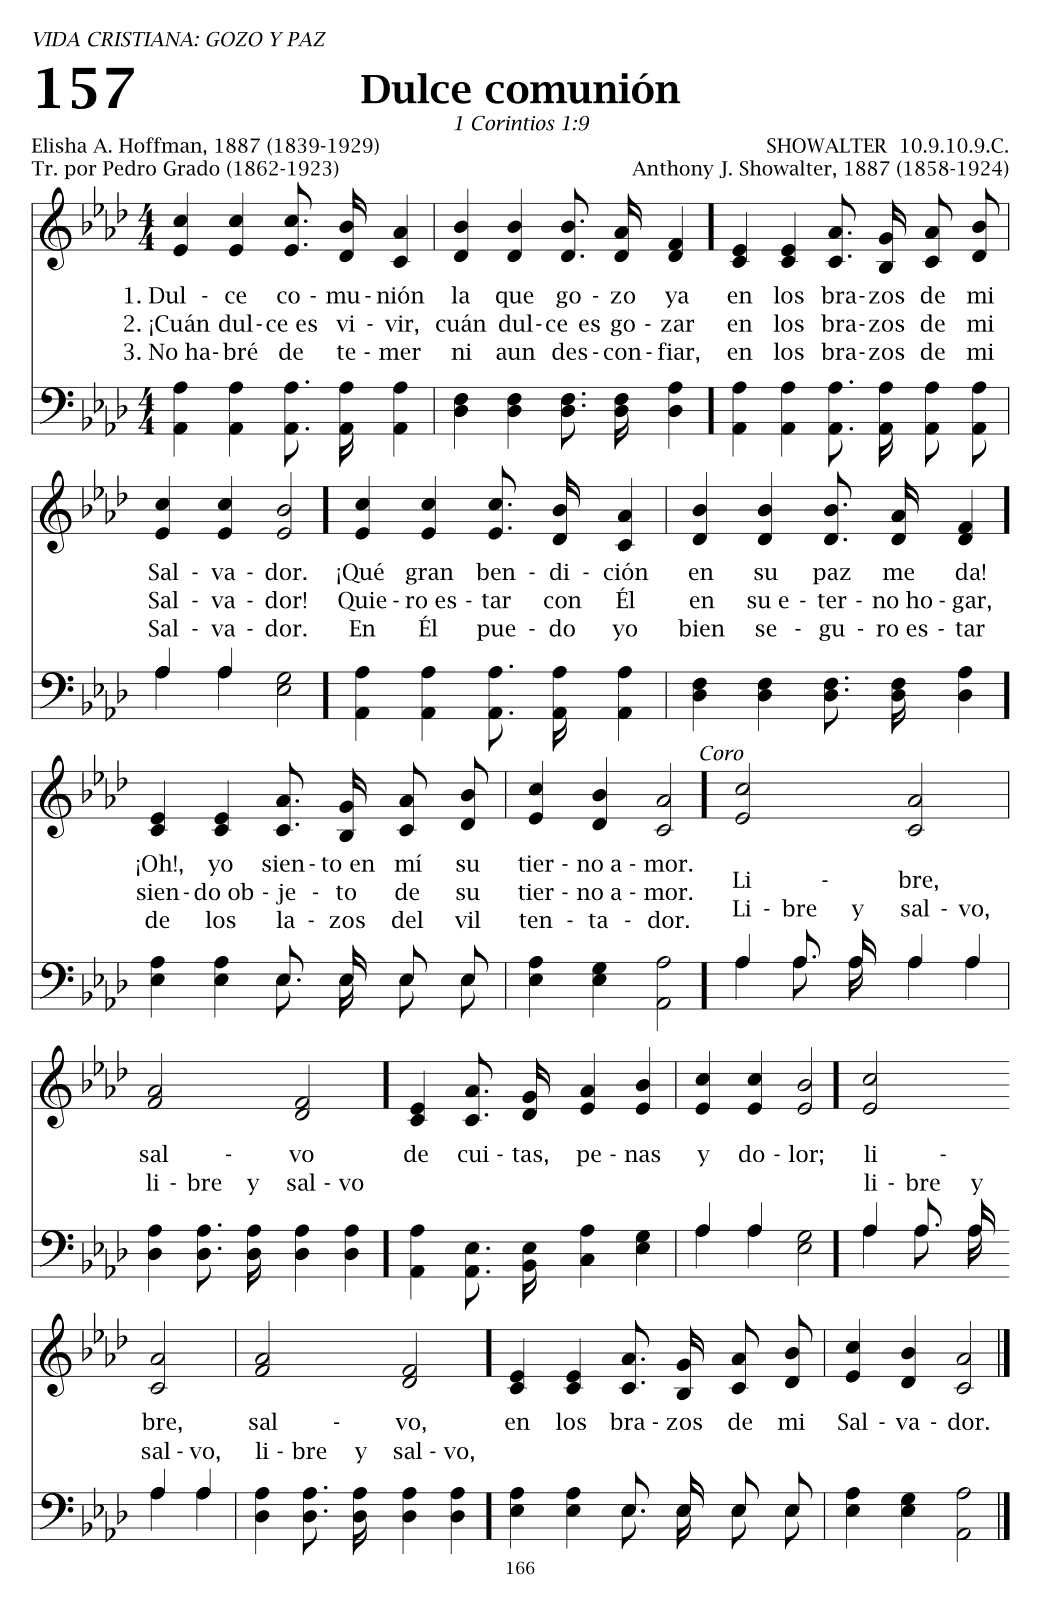 VIDA CRISTIANA: GOZO Y PAZ
157 Dulce comunión
1 Corintios 1:9
Elisha A. Hoffman, 1887 (1839-1929) SHOWALTER 10.9.10.9.C.
Tr. por Pedro Grado (1862-1923) Anthony J. Showalter, 1887 (1858-1924)
4 4
1. Dul - ce co - mu - nión la que go - zo ya en los bra - zos de mi
2. ¡Cuán dul - ce es vi - vir, cuán dul - ce es go - zar en los bra - zos de mi
3. No ha - bré de te - mer ni aun des - con - fiar, en los bra - zos de mi
4 4
Sal - va - dor. ¡Qué gran ben - di - ción en su paz me da!
Sal - va - dor! Quie - ro es - tar con Él en su e - ter - no ho - gar,
Sal - va - dor. En Él pue - do yo bien se - gu - ro es - tar
Coro
¡Oh!, yo sien - to en mí su tier - no a - mor. Li - bre,
sien - do ob - je - to de su tier - no a - mor. Li - bre y sal - vo,
de los la - zos del vil ten - ta - dor.
sal - vo de cui - tas, pe - nas y do - lor; li -
li - bre y sal - vo li - bre y
bre, sal - vo, en los bra - zos de mi Sal - va - dor.
sal - vo, li - bre y sal - vo,
166